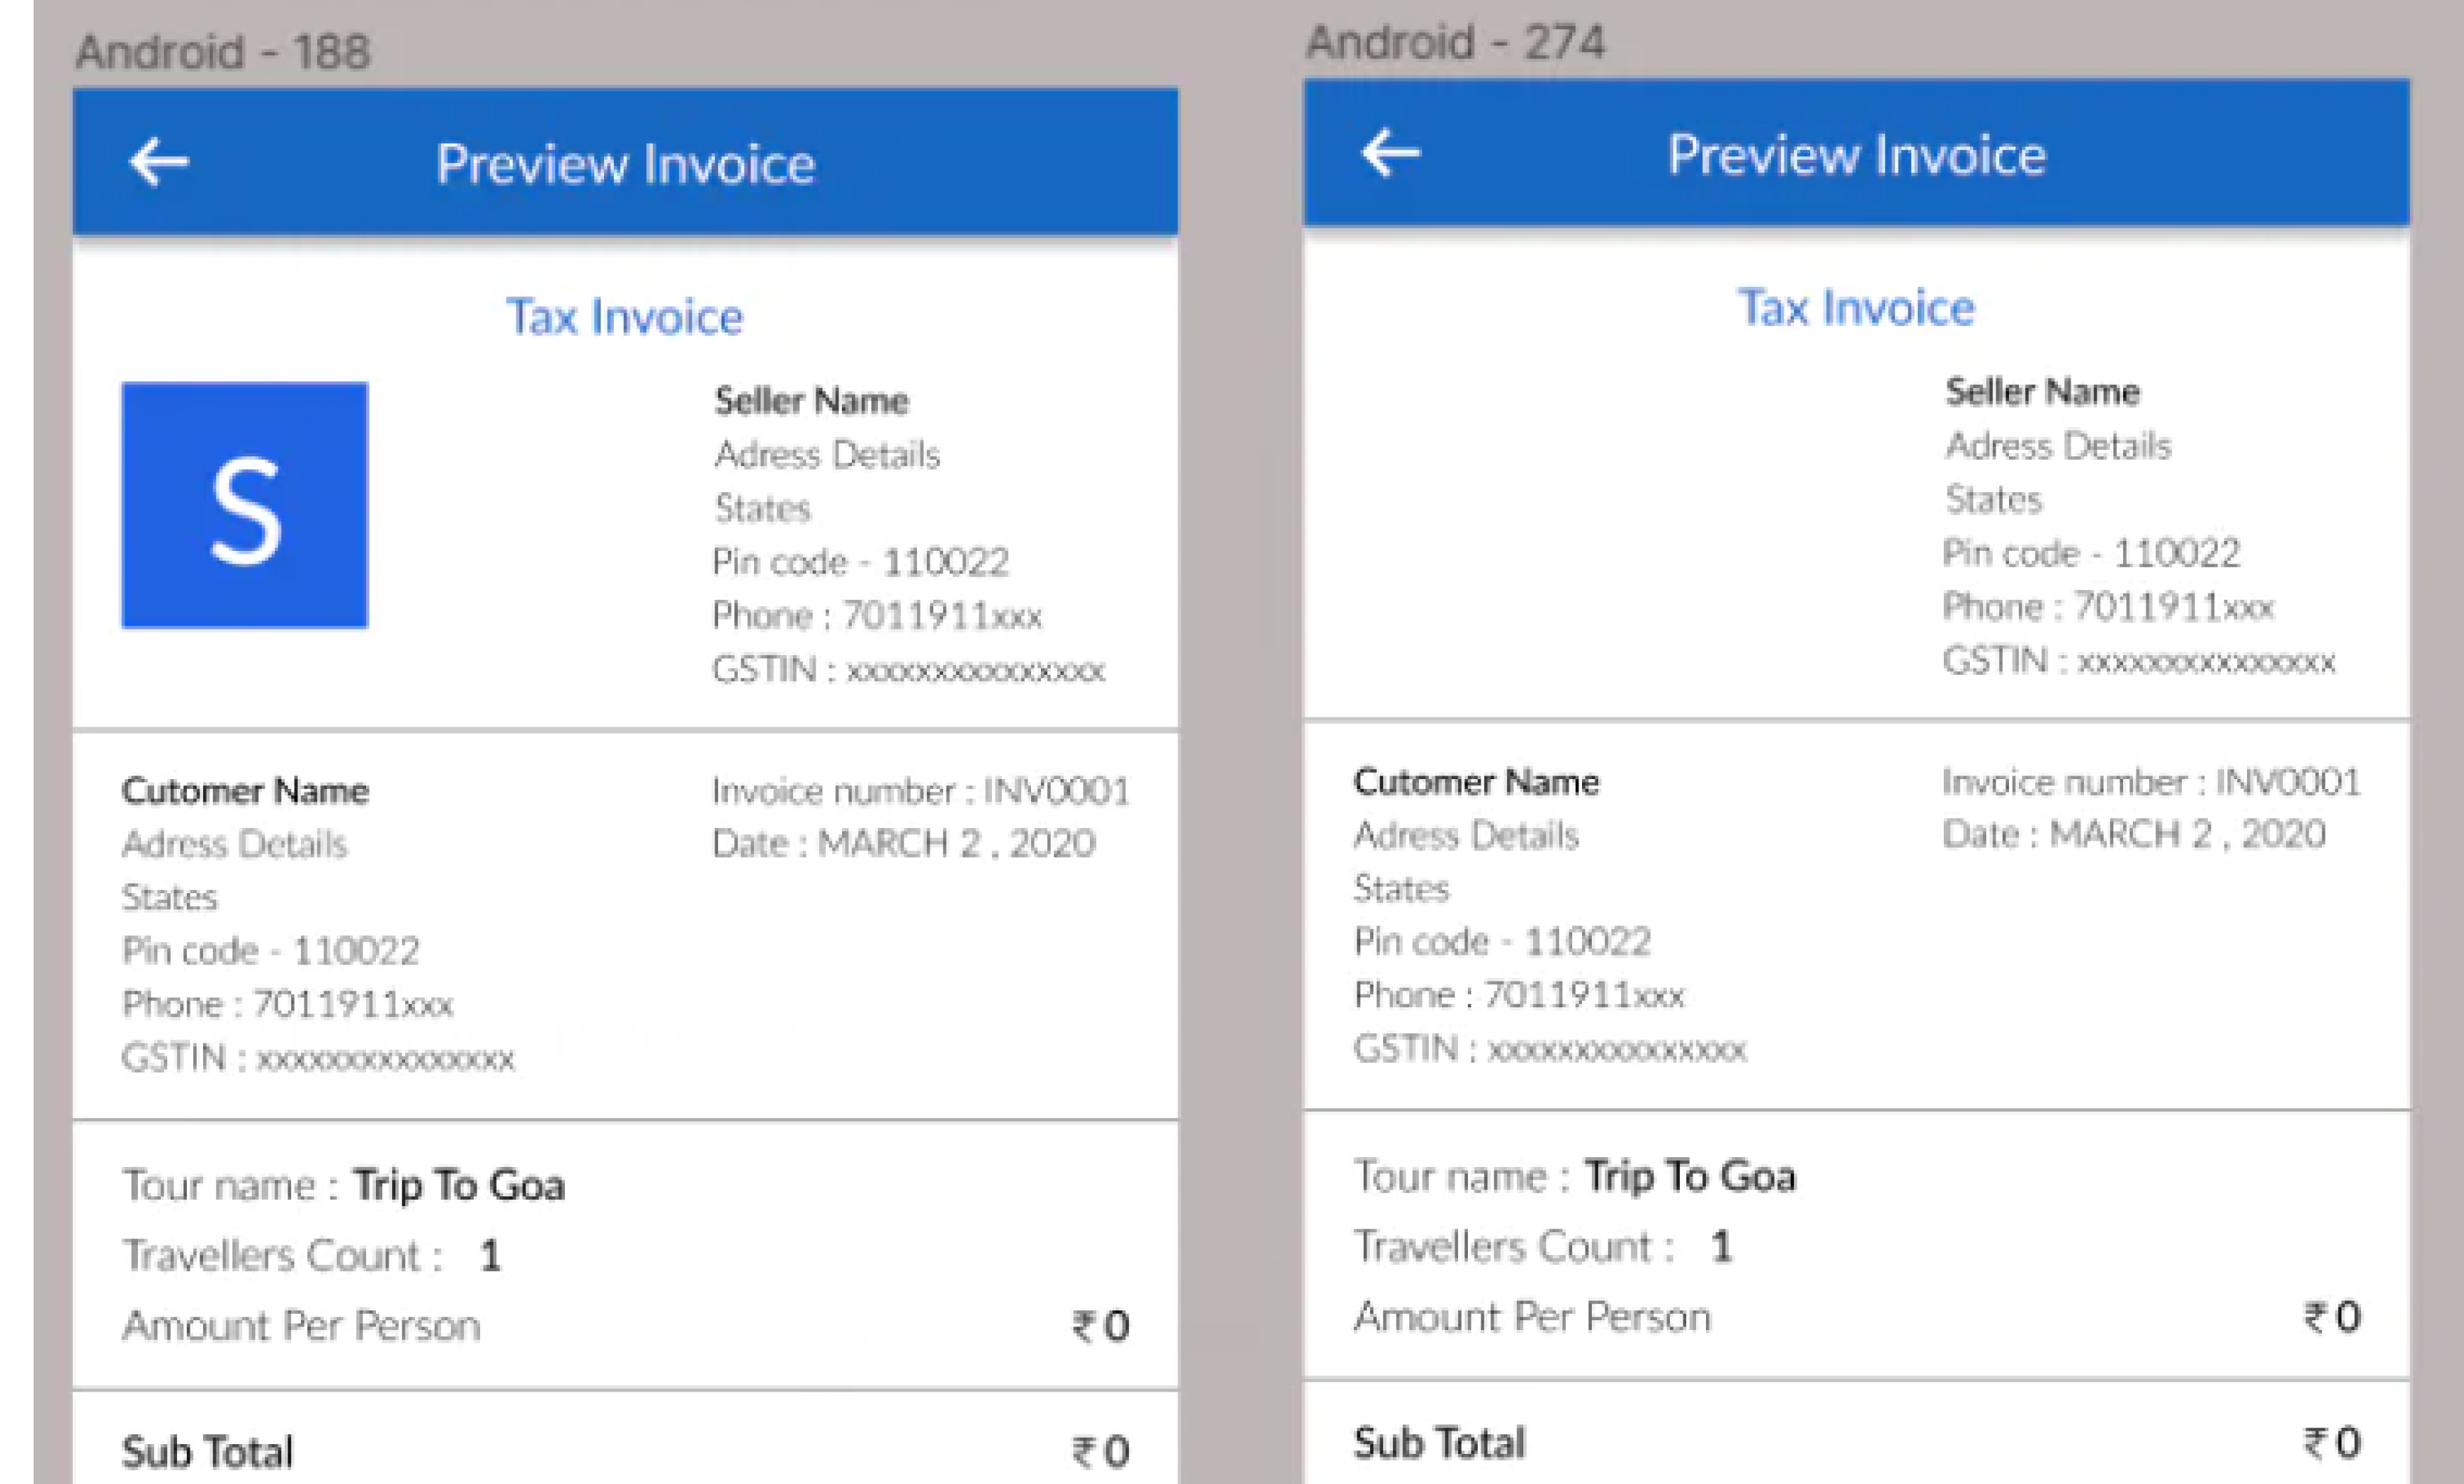 Android - 188
Preview Invoice
Tax Invoice
S
Seller Name
Adress Details
States
Pin code - 110022
Phone : 7011911xxx
GSTIN : xxxxxxxxxxxxxxx
Cutomer Name
Adress Details
States
Pin code - 110022
Phone : 7011911xxx
GSTIN : xxxxxxxxxxxxxxx
Invoice number : INV0001
Date : MARCH 2 , 2020
Tour name : Trip To Goa
Travellers Count : 1
Amount Per Person ₹ 0
Sub Total ₹ 0
Android - 274
Preview Invoice
Tax Invoice
Seller Name
Adress Details
States
Pin code - 110022
Phone : 7011911xxx
GSTIN : xxxxxxxxxxxxxxx
Cutomer Name
Adress Details
States
Pin code - 110022
Phone : 7011911xxx
GSTIN : xxxxxxxxxxxxxxx
Invoice number : INV0001
Date : MARCH 2 , 2020
Tour name : Trip To Goa
Travellers Count : 1
Amount Per Person ₹ 0
Sub Total ₹ 0